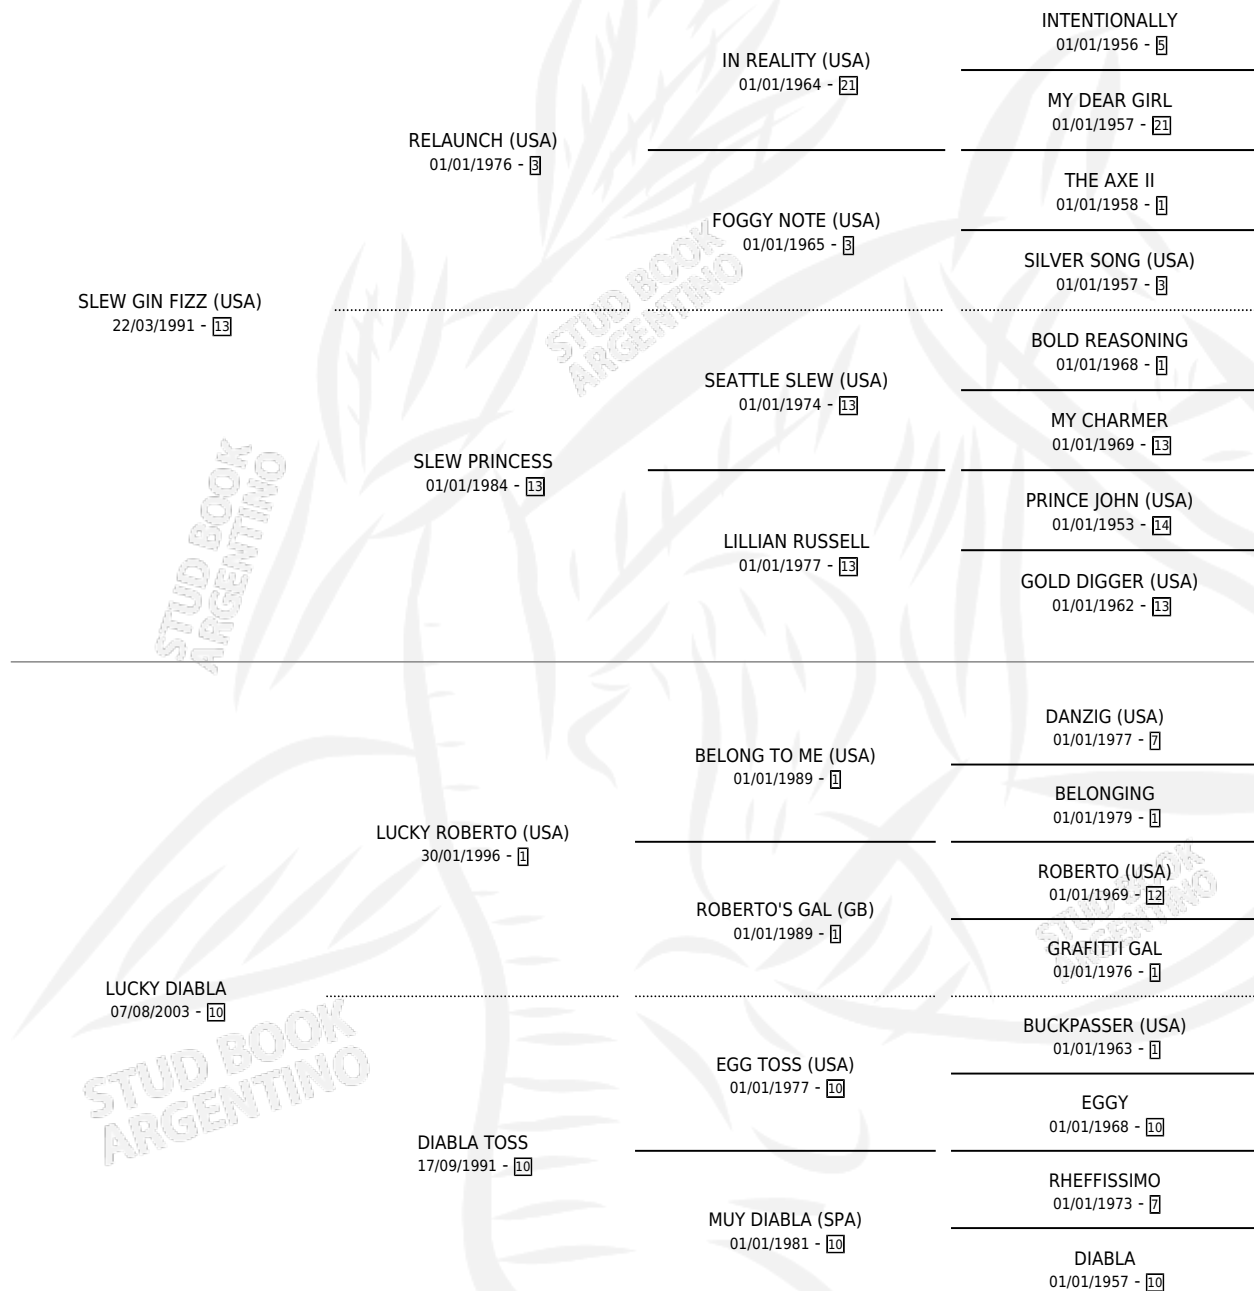 INTENTIONALLY
01/01/1956 - 5
IN REALITY (USA)
01/01/1964 - 21
MY DEAR GIRL
01/01/1957 - 21
RELAUNCH (USA)
01/01/1976 - 3
THE AXE II
01/01/1958 - 1
FOGGY NOTE (USA)
01/01/1965 - 3
SILVER SONG (USA)
01/01/1957 - 3
SLEW GIN FIZZ (USA)
22/03/1991 - 13
BOLD REASONING
01/01/1968 - 1
SEATTLE SLEW (USA)
01/01/1974 - 13
MY CHARMER
01/01/1969 - 13
SLEW PRINCESS
01/01/1984 - 13
PRINCE JOHN (USA)
01/01/1953 - 14
LILLIAN RUSSELL
01/01/1977 - 13
GOLD DIGGER (USA)
01/01/1962 - 13
STUD BOOK
ARGENTINO
STUD BOOK
ARGENTINO
DANZIG (USA)
01/01/1977 - 7
BELONG TO ME (USA)
01/01/1989 - 1
BELONGING
01/01/1979 - 1
LUCKY ROBERTO (USA)
30/01/1996 - 1
ROBERTO (USA)
01/01/1969 - 12
ROBERTO'S GAL (GB)
01/01/1989 - 1
GRAFITTI GAL
01/01/1976 - 1
LUCKY DIABLA
07/08/2003 - 10
BUCKPASSER (USA)
01/01/1963 - 1
EGG TOSS (USA)
01/01/1977 - 10
EGGY
01/01/1968 - 10
DIABLA TOSS
17/09/1991 - 10
RHEFFISSIMO
01/01/1973 - 7
MUY DIABLA (SPA)
01/01/1981 - 10
DIABLA
01/01/1957 - 10
STUD BOOK
ARGENTINO
STUD BOOK
ARGENTINO